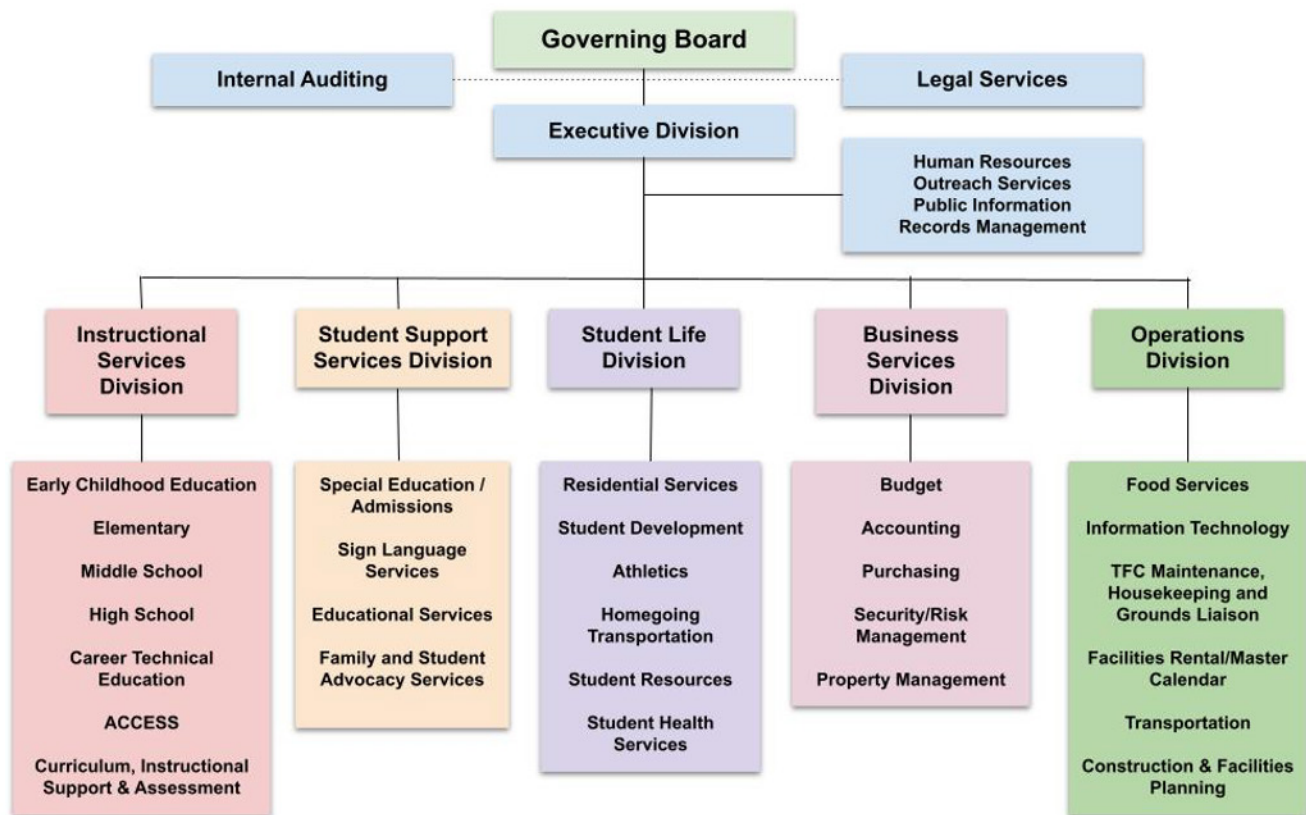 Governing Board
Internal Auditing
Legal Services
Executive Division
Human Resources
Outreach Services
Public Information
Records Management
Instructional
Services
Division
Student Support
Services Division
Student Life
Division
Business
Services
Division
Operations
Division
Early Childhood Education
Elementary
Middle School
High School
Career Technical
Education
ACCESS
Curriculum, Instructional
Support & Assessment
Special Education /
Admissions
Sign Language
Services
Educational Services
Family and Student
Advocacy Services
Residential Services
Student Development
Athletics
Homegoing
Transportation
Student Resources
Student Health
Services
Budget
Accounting
Purchasing
Security/Risk
Management
Property Management
Food Services
Information Technology
TFC Maintenance,
Housekeeping and
Grounds Liaison
Facilities Rental/Master
Calendar
Transportation
Construction & Facilities
Planning